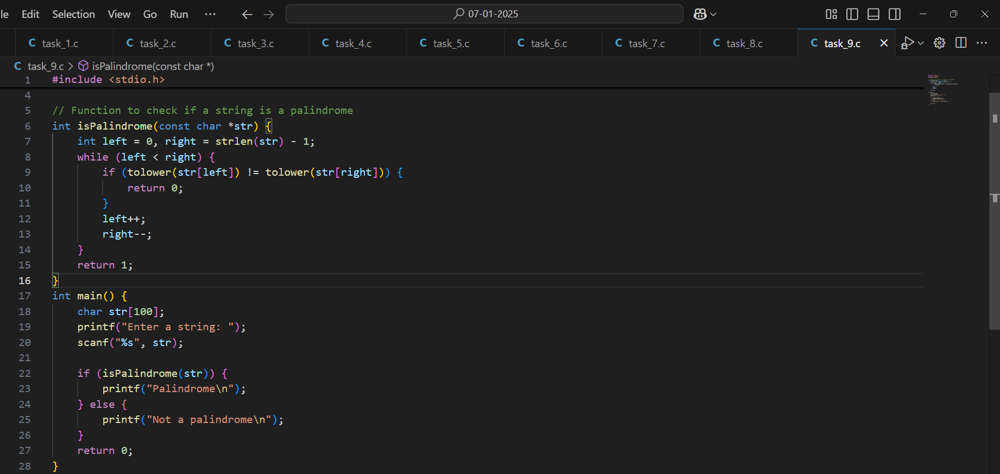 le Edit Selection View Go Run ··· 07-01-2025
C task_1.c C task_2.c C task_3.c C task_4.c C task_5.c C task_6.c C task_7.c C task_8.c C task_9.c
C task_9.c > isPalindrome(const char *)
1 #include <stdio.h>
4
5 // Function to check if a string is a palindrome
6 int isPalindrome(const char *str) {
7     int left = 0, right = strlen(str) - 1;
8     while (left < right) {
9         if (tolower(str[left]) != tolower(str[right])) {
10             return 0;
11         }
12         left++;
13         right--;
14     }
15     return 1;
16 }
17 int main() {
18     char str[100];
19     printf("Enter a string: ");
20     scanf("%s", str);
21
22     if (isPalindrome(str)) {
23         printf("Palindrome\n");
24     } else {
25         printf("Not a palindrome\n");
26     }
27     return 0;
28 }